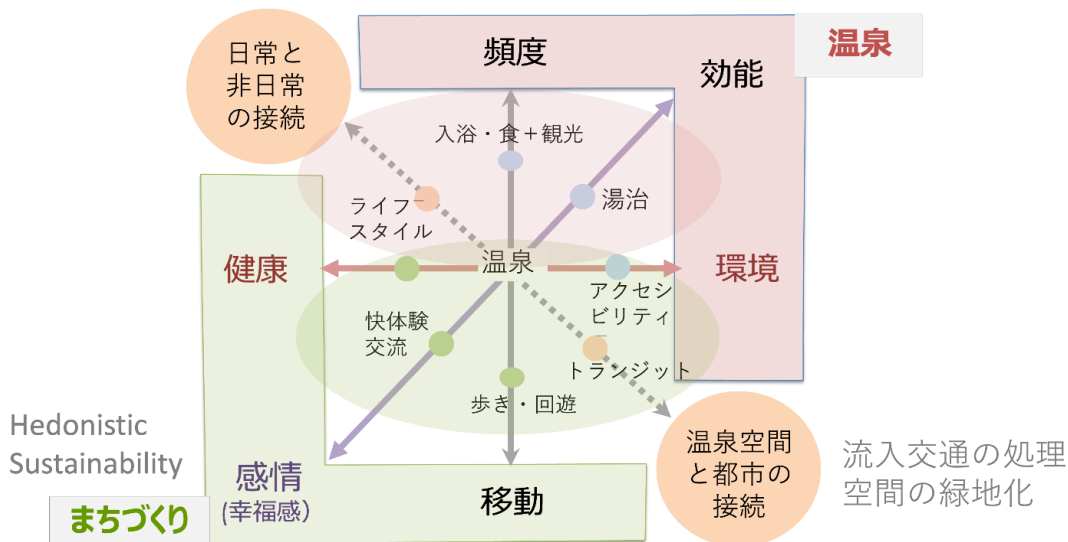 日常と
非日常
の接続
頻度
効能
温泉
入浴・食＋観光
湯治
ライフ
スタイル
健康
温泉
環境
アクセシ
ビリティ
快体験
交流
トランジット
歩き・回遊
Hedonistic
Sustainability
感情
(幸福感）
移動
温泉空間
と都市の
接続
流入交通の処理
空間の緑地化
まちづくり